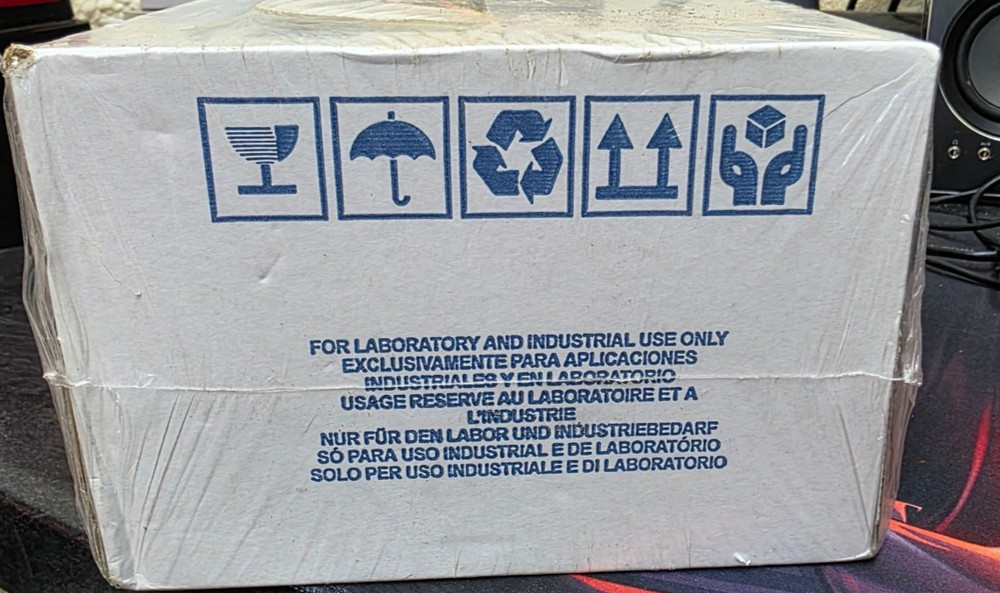 FOR LABORATORY AND INDUSTRIAL USE ONLY
EXCLUSIVAMENTE PARA APLICACIONES
INDUSTRIALES Y EN LABORATORIO
USAGE RESERVE AU LABORATOIRE ET A
L'INDUSTRIE
NUR FÜR DEN LABOR UND INDUSTRIEBEDARF
SÓ PARA USO INDUSTRIAL E DE LABORATÓRIO
SOLO PER USO INDUSTRIALE E DI LABORATORIO